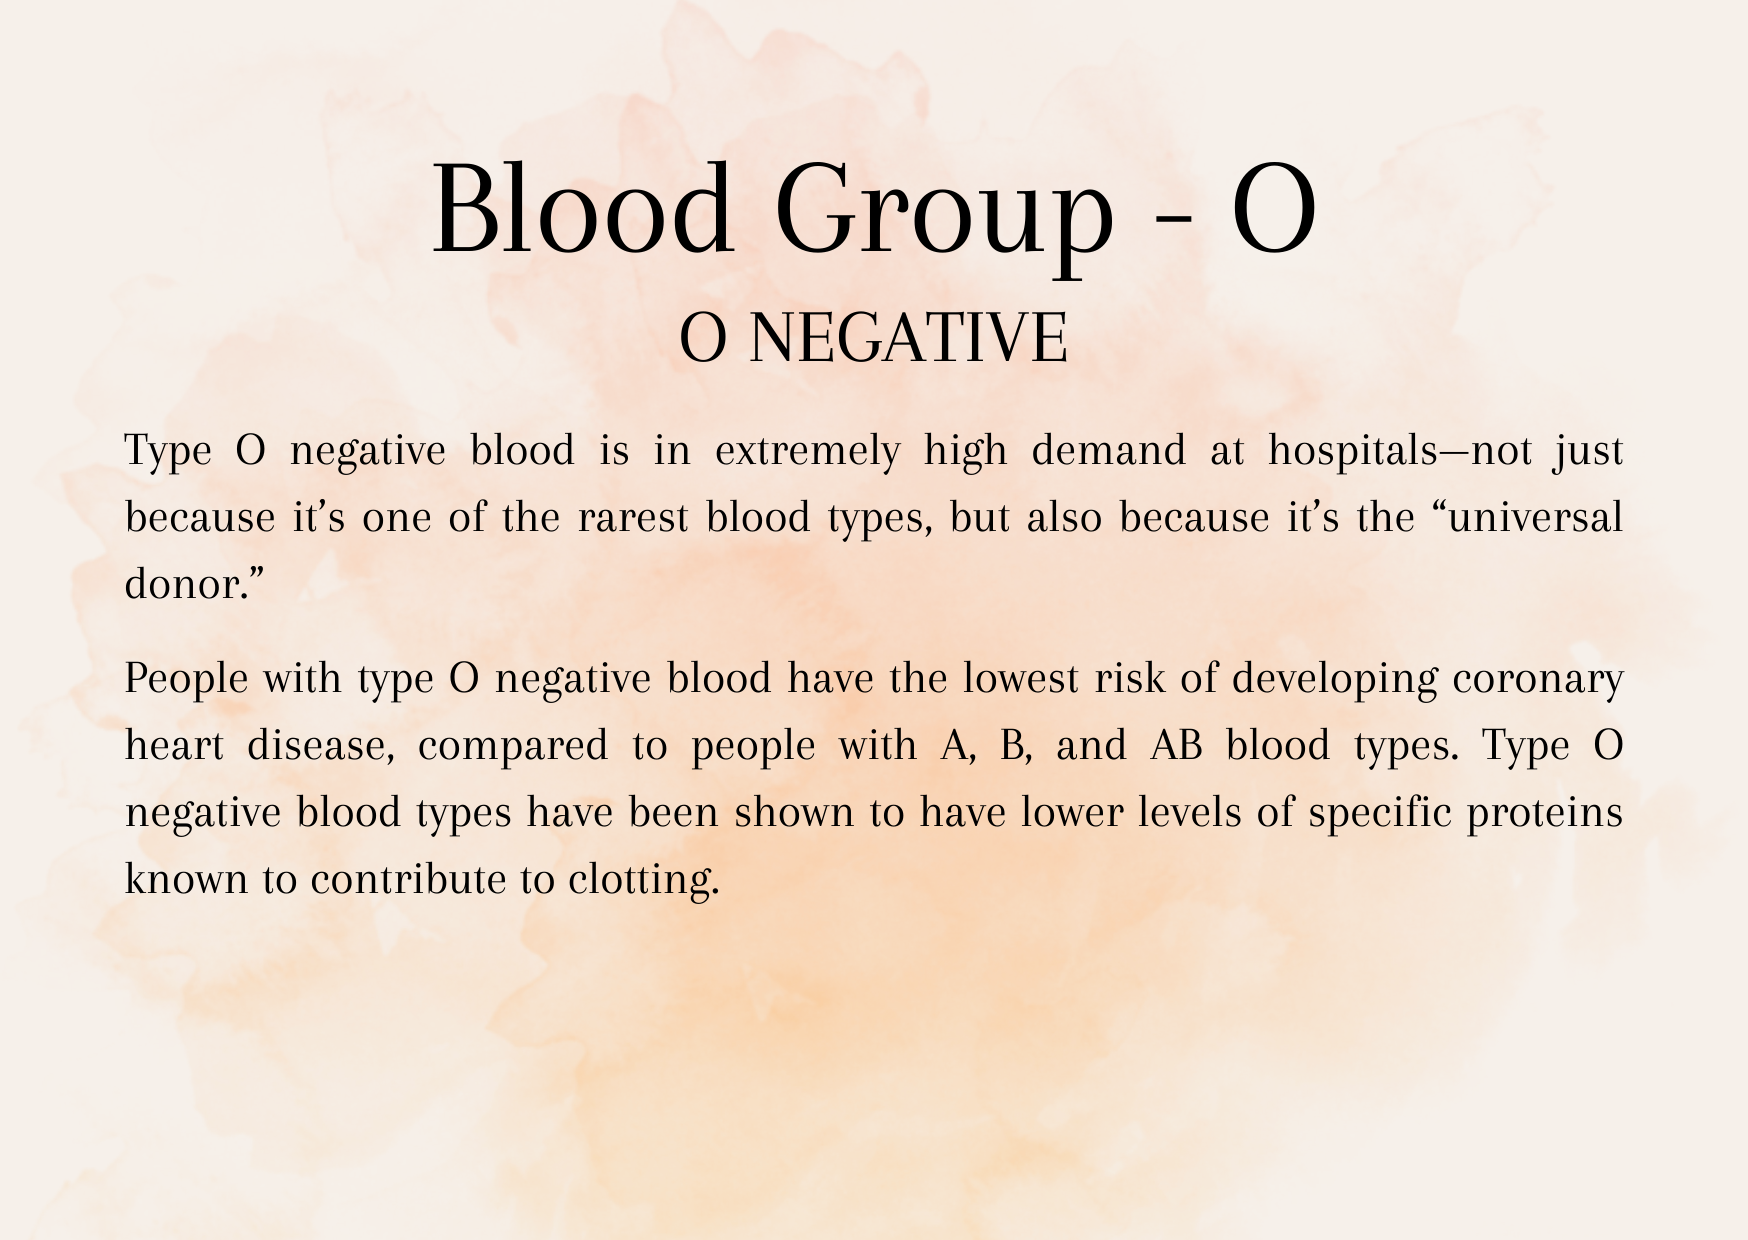 Blood Group - O
O NEGATIVE
Type O negative blood is in extremely high demand at hospitals—not just
because it’s one of the rarest blood types, but also because it’s the “universal
donor.”
People with type O negative blood have the lowest risk of developing coronary
heart disease, compared to people with A, B, and AB blood types. Type O
negative blood types have been shown to have lower levels of specific proteins
known to contribute to clotting.